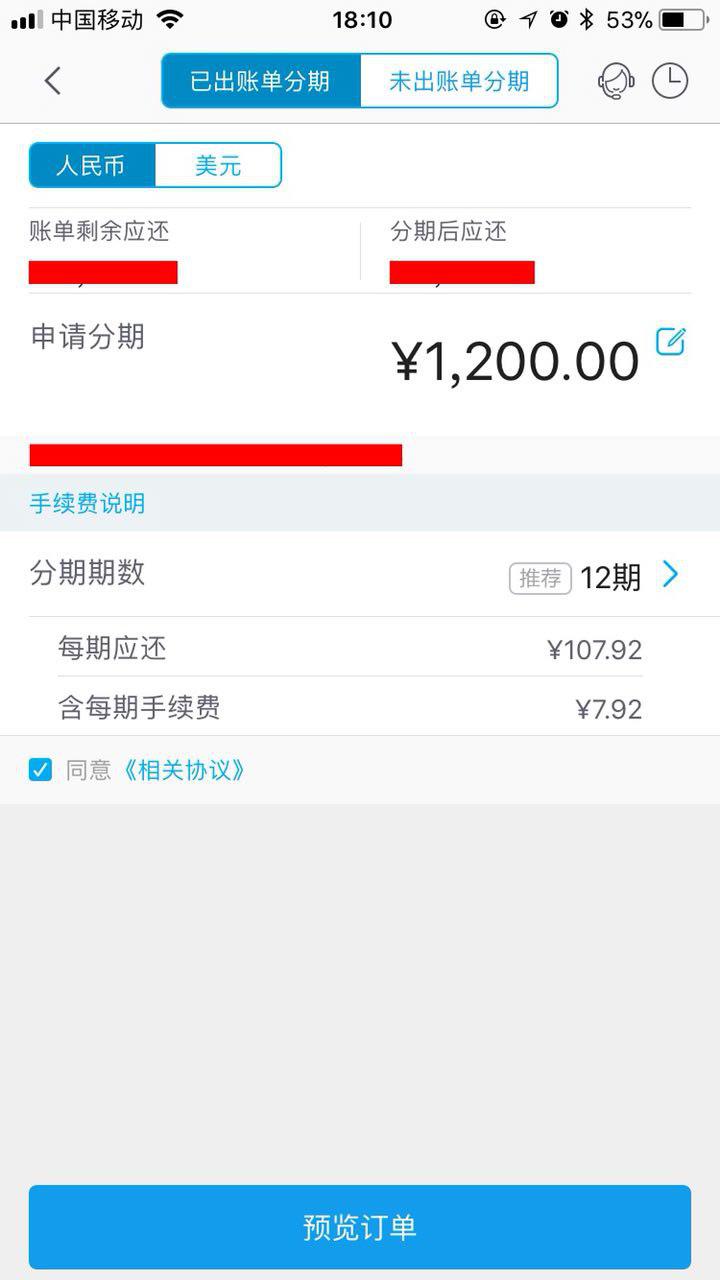 中国移动 18:10 53%
已出账单分期 未出账单分期
人民币 美元
账单剩余应还 分期后应还
申请分期 ¥1,200.00
手续费说明
分期期数 推荐 12期
每期应还 ¥107.92
含每期手续费 ¥7.92
同意《相关协议》
预览订单